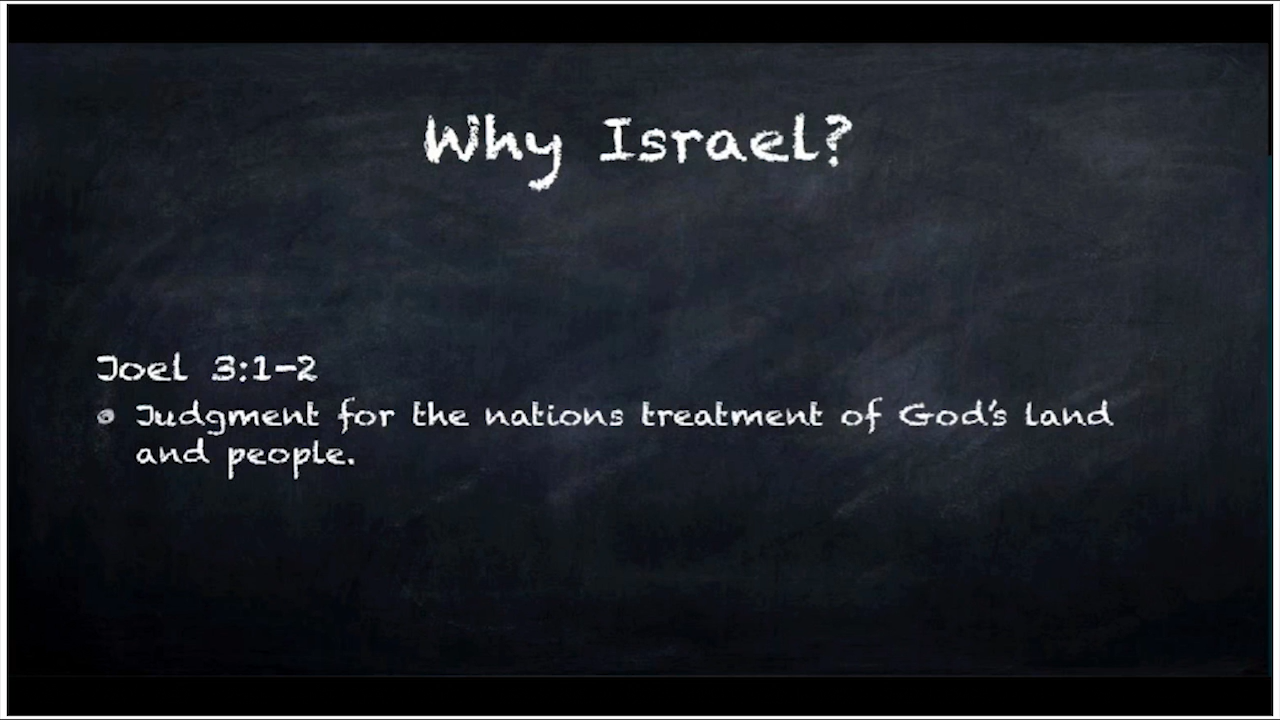 Why Israel?
Joel 3:1-2
• Judgment for the nations treatment of God's land
and people.